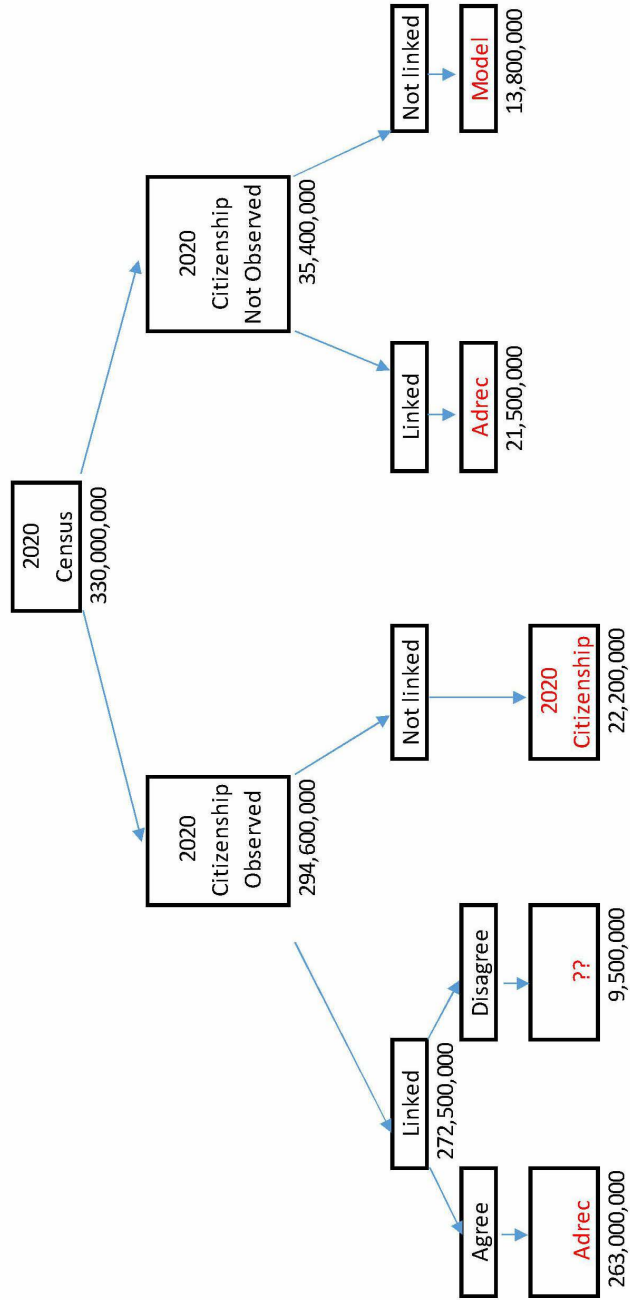 2020
Census
330,000,000
2020
Citizenship
Observed
294,600,000
2020
Citizenship
Not Observed
35,400,000
Linked
272,500,000
Not linked
Linked
Not linked
Agree
Disagree
Adrec
21,500,000
Model
13,800,000
Adrec
263,000,000
??
9,500,000
2020
Citizenship
22,200,000